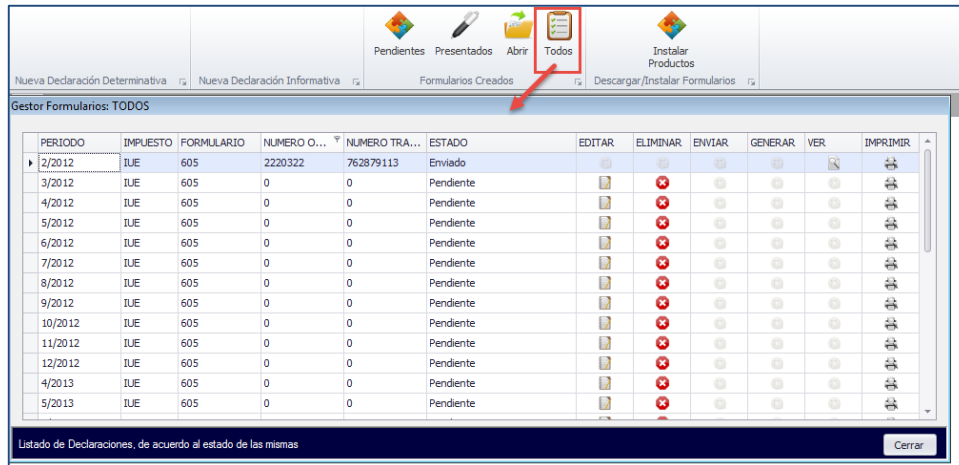 Pendientes Presentados Abrir Todos Instalar
Productos
Nueva Declaración Determinativa Nueva Declaración Informativa Formularios Creados Descargar/Instalar Formularios
Gestor Formularios: TODOS
PERIODO IMPUESTO FORMULARIO NUMERO O... NUMERO TRA... ESTADO EDITAR ELIMINAR ENVIAR GENERAR VER IMPRIMIR
2/2012 IUE 605 2220322 762879113 Enviado
3/2012 IUE 605 0 0 Pendiente
4/2012 IUE 605 0 0 Pendiente
5/2012 IUE 605 0 0 Pendiente
6/2012 IUE 605 0 0 Pendiente
7/2012 IUE 605 0 0 Pendiente
8/2012 IUE 605 0 0 Pendiente
9/2012 IUE 605 0 0 Pendiente
10/2012 IUE 605 0 0 Pendiente
11/2012 IUE 605 0 0 Pendiente
12/2012 IUE 605 0 0 Pendiente
4/2013 IUE 605 0 0 Pendiente
5/2013 IUE 605 0 0 Pendiente
Listado de Declaraciones, de acuerdo al estado de las mismas Cerrar